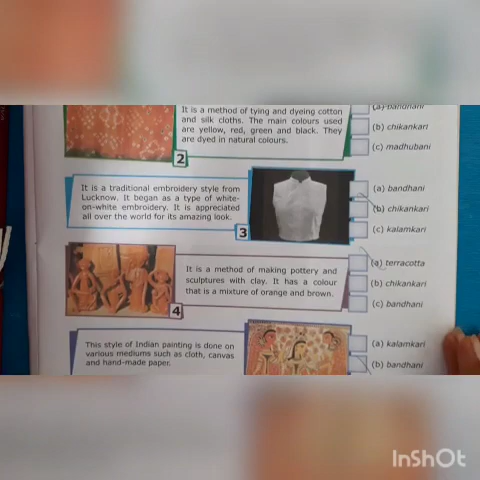 It is a method of tying and dyeing cotton
and silk cloths. The main colours used
are yellow, red, green and black. They
are dyed in natural colours.
(a) bandhani
(b) chikankari
(c) madhubani
2
It is a traditional embroidery style from
Lucknow. It began as a type of white-
on-white embroidery. It is appreciated
all over the world for its amazing look.
3
(a) bandhani
(b) chikankari
(c) kalamkari
It is a method of making pottery and
sculptures with clay. It has a colour
that is a mixture of orange and brown.
4
(a) terracotta
(b) chikankari
(c) bandhani
This style of Indian painting is done on
various mediums such as cloth, canvas
and hand-made paper.
(a) kalamkari
(b) bandhani
InShOt